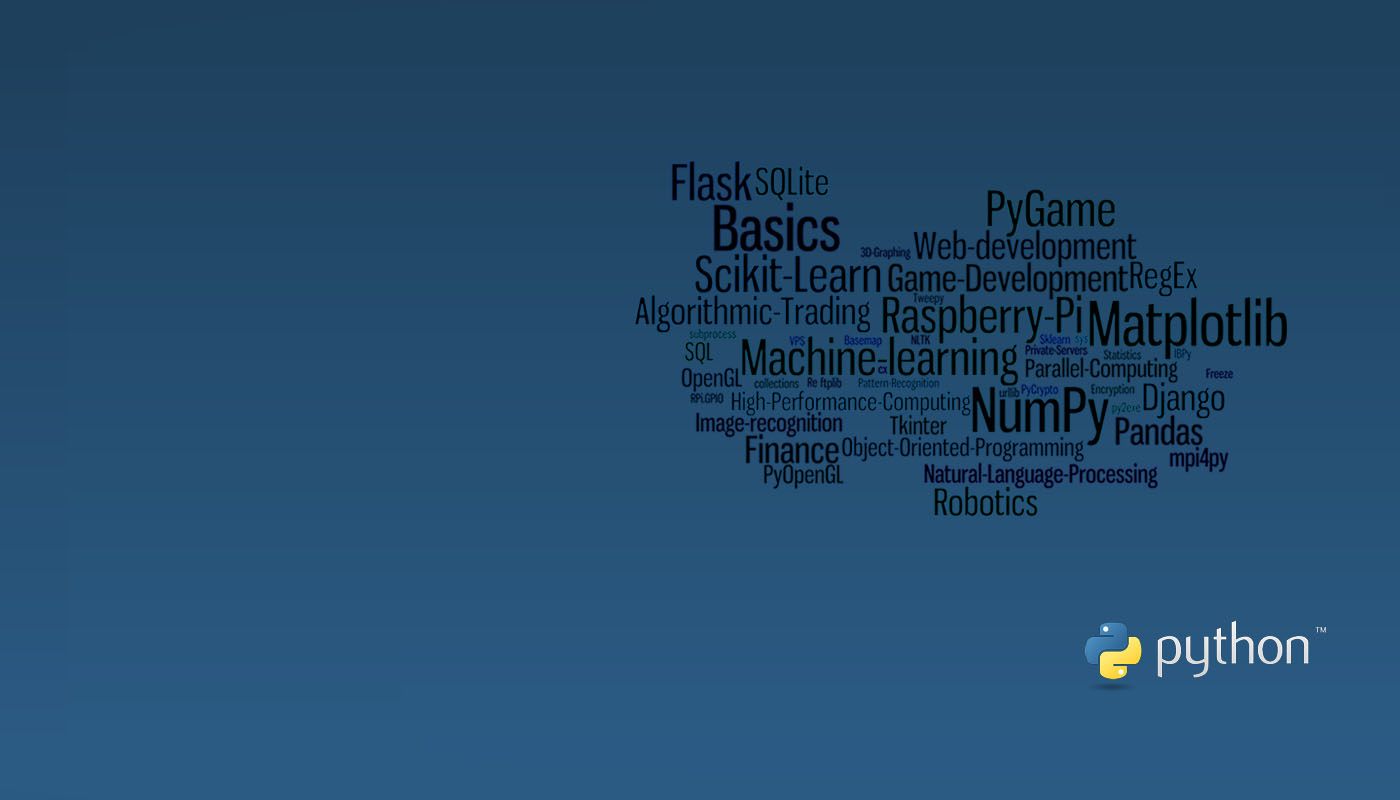 Flask SQLite
PyGame
Basics
3D-Graphing Web-development
Scikit-Learn Game-Development RegEx
Tweepy
Algorithmic-Trading Raspberry-Pi Matplotlib
subprocess VPS Basemap NLTK Sklearn sys
SQL Machine-learning Private-Servers Statistics IBPy
cx Parallel-Computing Freeze
OpenGL collections Re ftplib Pattern-Recognition
urllib PyCrypto Encryption
RPi.GPIO High-Performance-Computing NumPy py2exe Django
Image-recognition Tkinter Pandas
Finance Object-Oriented-Programming mpi4py
PyOpenGL Natural-Language-Processing
Robotics
python™